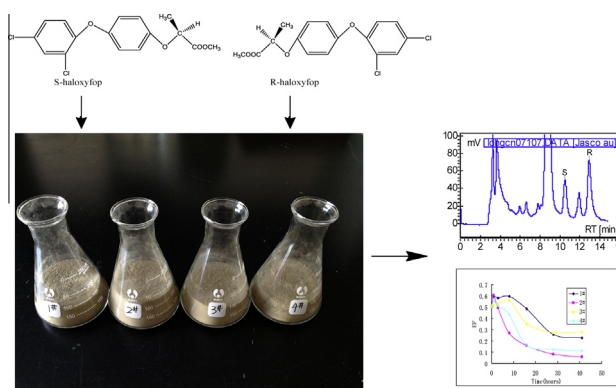 Cl
O
CH₃
H
C
COOCH₃
O
Cl
S-haloxyfop
CH₃
H
C
H₃COOC
O
O
Cl
Cl
R-haloxyfop
1#
2#
3#
4#
mV
longcn07107.DATA [Jasco au
100
80
60
40
20
0
S
R
0 2 4 6 8 10 12 14
RT [min
EF
0.7
0.6
0.5
0.4
0.3
0.2
0.1
0
1#
2#
3#
4#
0 10 20 30 40 50
Time(hours)